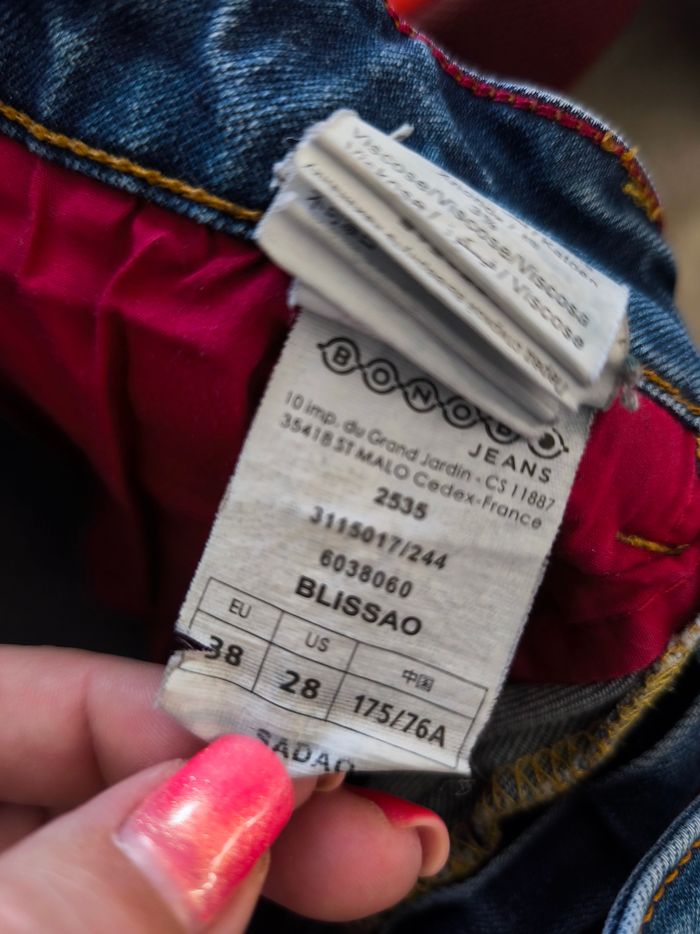 Viscose/Viscose/Viscose
/Viscose
BONOBO
JEANS
10 imp. du Grand Jardin - CS 11887
35418 ST MALO Cedex-France
2535
3115017/244
6038060
BLISSAO
EU US 中国
38 28 175/76A
SADAO